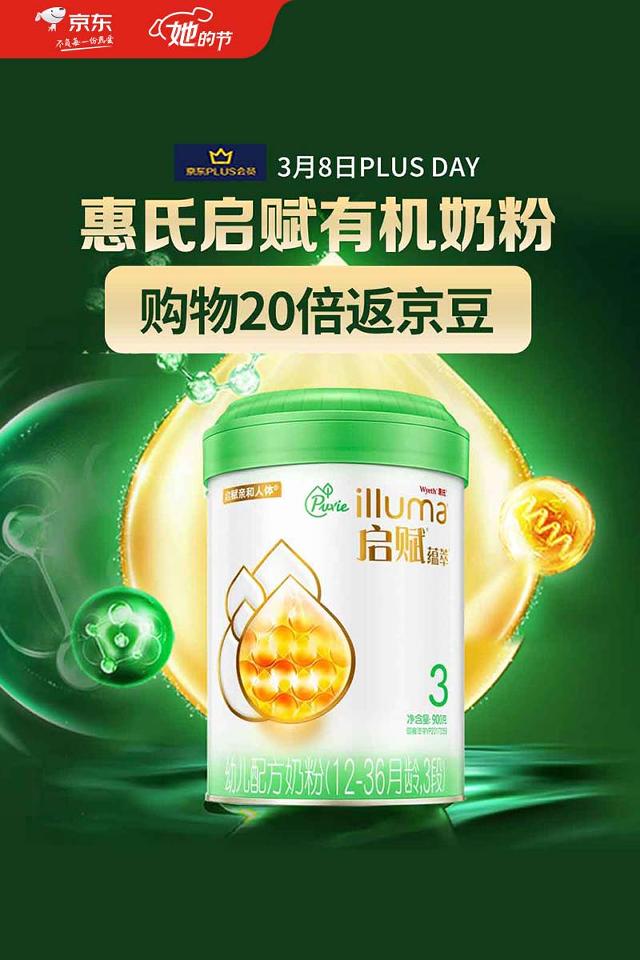 京东
不负每一份热爱
她的节
京东PLUS会员
3月8日PLUS DAY
惠氏启赋有机奶粉
购物20倍返京豆
启赋亲和人体
Purie
Wyeth 惠氏
illuma
启赋蕴萃
3
净含量:900克
幼儿配方奶粉(12-36月龄,3段)